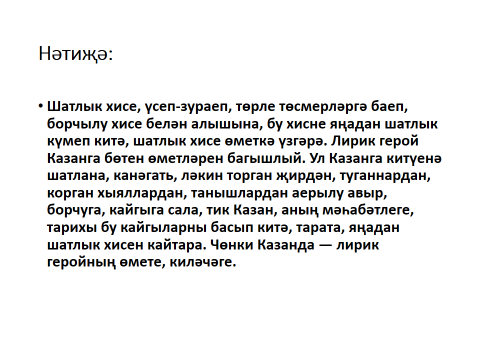 Нәтиҗә:
• Шатлык хисе, үсеп-зураеп, төрле төсмерләргә баеп,
борчылу хисе белән алышына, бу хисне яңадан шатлык
күмеп китә, шатлык хисе өметкә үзгәрә. Лирик герой
Казанга бөтен өметләрен багышлый. Ул Казанга китүенә
шатлана, канәгать, ләкин торган җирдән, туганнардан,
корган хыяллардан, танышлардан аерылу авыр,
борчуга, кайгыга сала, тик Казан, аның мәһабәтлеге,
тарихы бу кайгыларны басып китә, тарата, яңадан
шатлык хисен кайтара. Чөнки Казанда — лирик
геройның өмете, киләчәге.